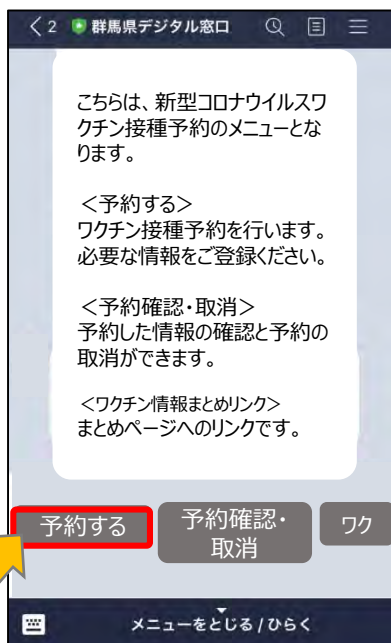 2 群馬県デジタル窓口
こちらは、新型コロナウイルスワ
クチン接種予約のメニューとな
ります。
<予約する>
ワクチン接種予約を行います。
必要な情報をご登録ください。
<予約確認・取消>
予約した情報の確認と予約の
取消ができます。
<ワクチン情報まとめリンク>
まとめページへのリンクです。
予約する
予約確認・
取消
ワク
メニューをとじる/ひらく